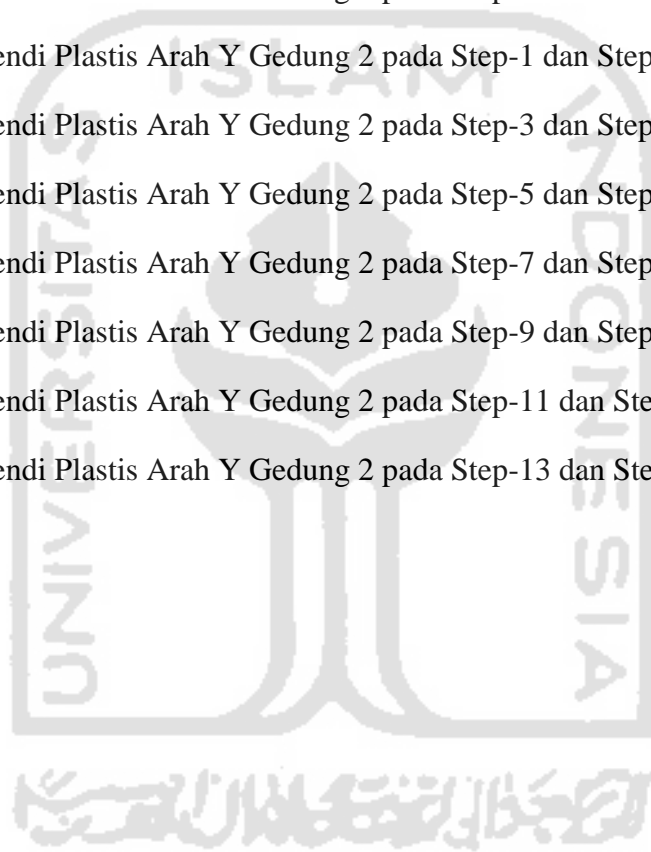 endi Plastis Arah Y Gedung 2 pada Step-1 dan Step
endi Plastis Arah Y Gedung 2 pada Step-3 dan Step
endi Plastis Arah Y Gedung 2 pada Step-5 dan Step
endi Plastis Arah Y Gedung 2 pada Step-7 dan Step
endi Plastis Arah Y Gedung 2 pada Step-9 dan Step
endi Plastis Arah Y Gedung 2 pada Step-11 dan Ste
endi Plastis Arah Y Gedung 2 pada Step-13 dan Ste
ISLAM
UNIVERSITAS
INDONESIA